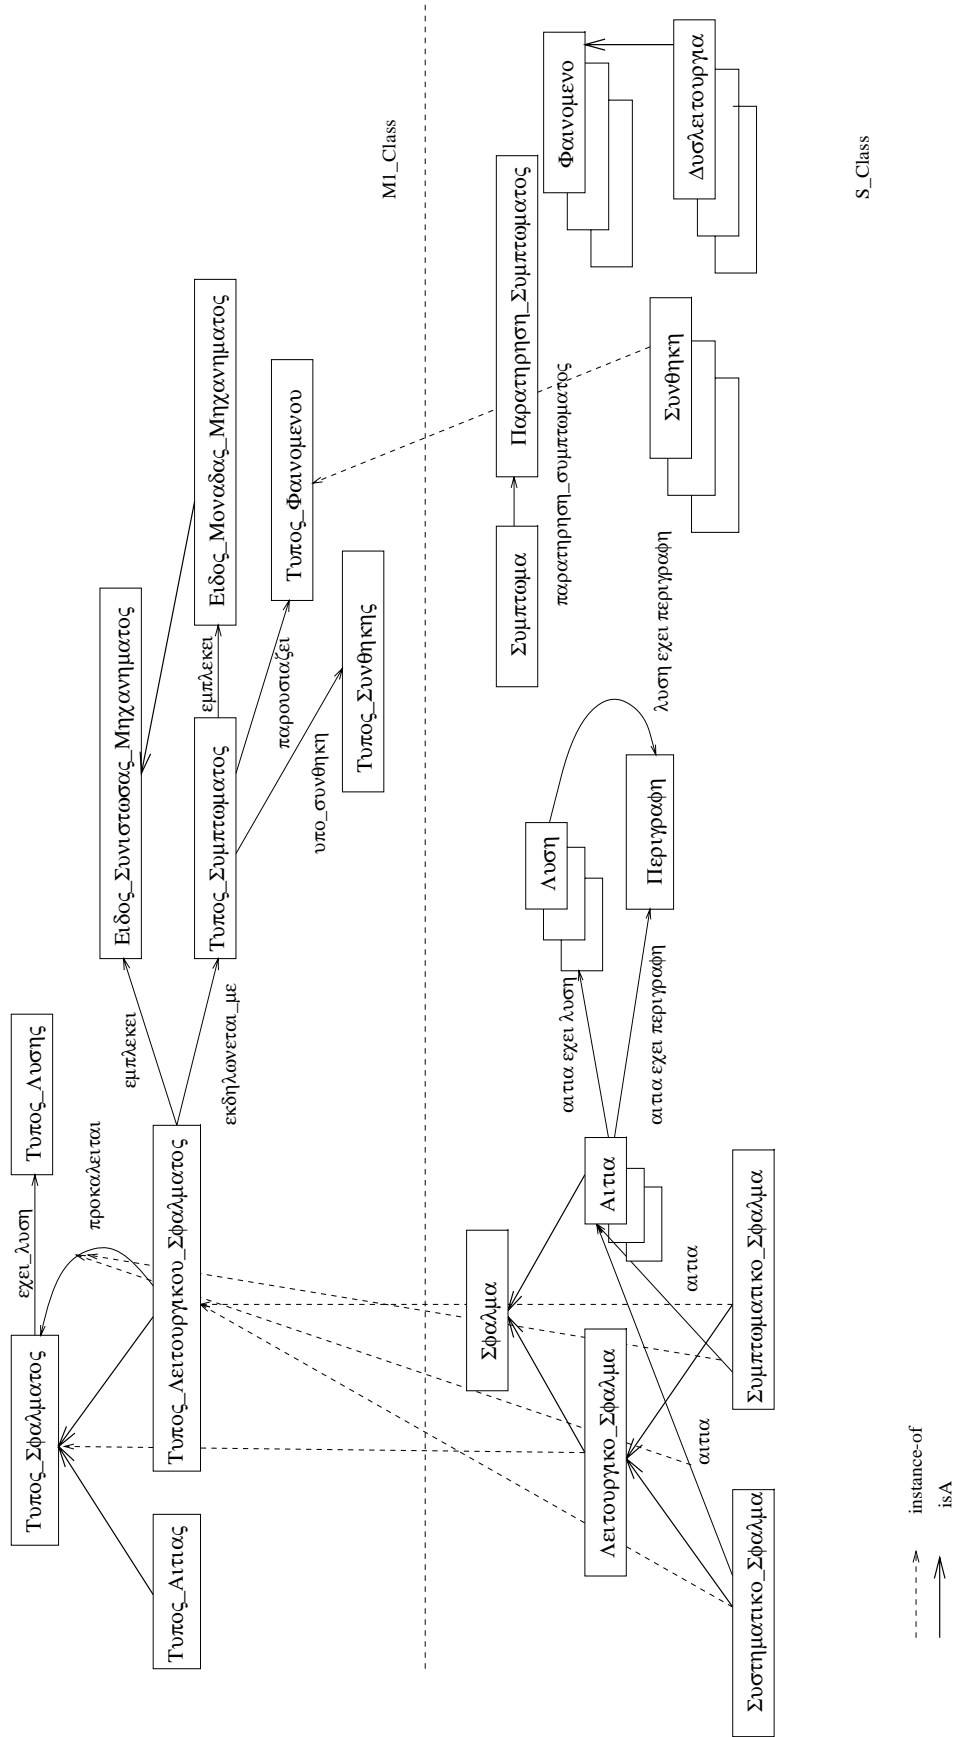 εχει_λυση
Τυπος_Σφαλματος
Τυπος_Λυσης
προκαλειται
Τυπος_Αιτιας
Τυπος_Λειτουργικου_Σφαλματος
εμπλεκει
εκδηλωνεται_με
Ειδος_Συνιστωσας_Μηχανηματος
Τυπος_Συμπτωματος
εμπλεκει
Ειδος_Μοναδας_Μηχανηματος
παρουσιαζει
Τυπος_Φαινομενου
υπο_συνθηκη
Τυπος_Συνθηκης
M1_Class
Σφαλμα
Συμπτωμα
Παρατηρηση_Συμπτωματος
παρατηρηση_συμπτωματος
Φαινομενο
Λυση
αιτια εχει λυση
Λειτουργικο_Σφαλμα
Αιτια
αιτια εχει περιγραφη
Περιγραφη
λυση εχει περιγραφη
Συνθηκη
Δυσλειτουργια
αιτια
αιτια
Συστηματικο_Σφαλμα
Συμπτωματικο_Σφαλμα
S_Class
instance-of
isA